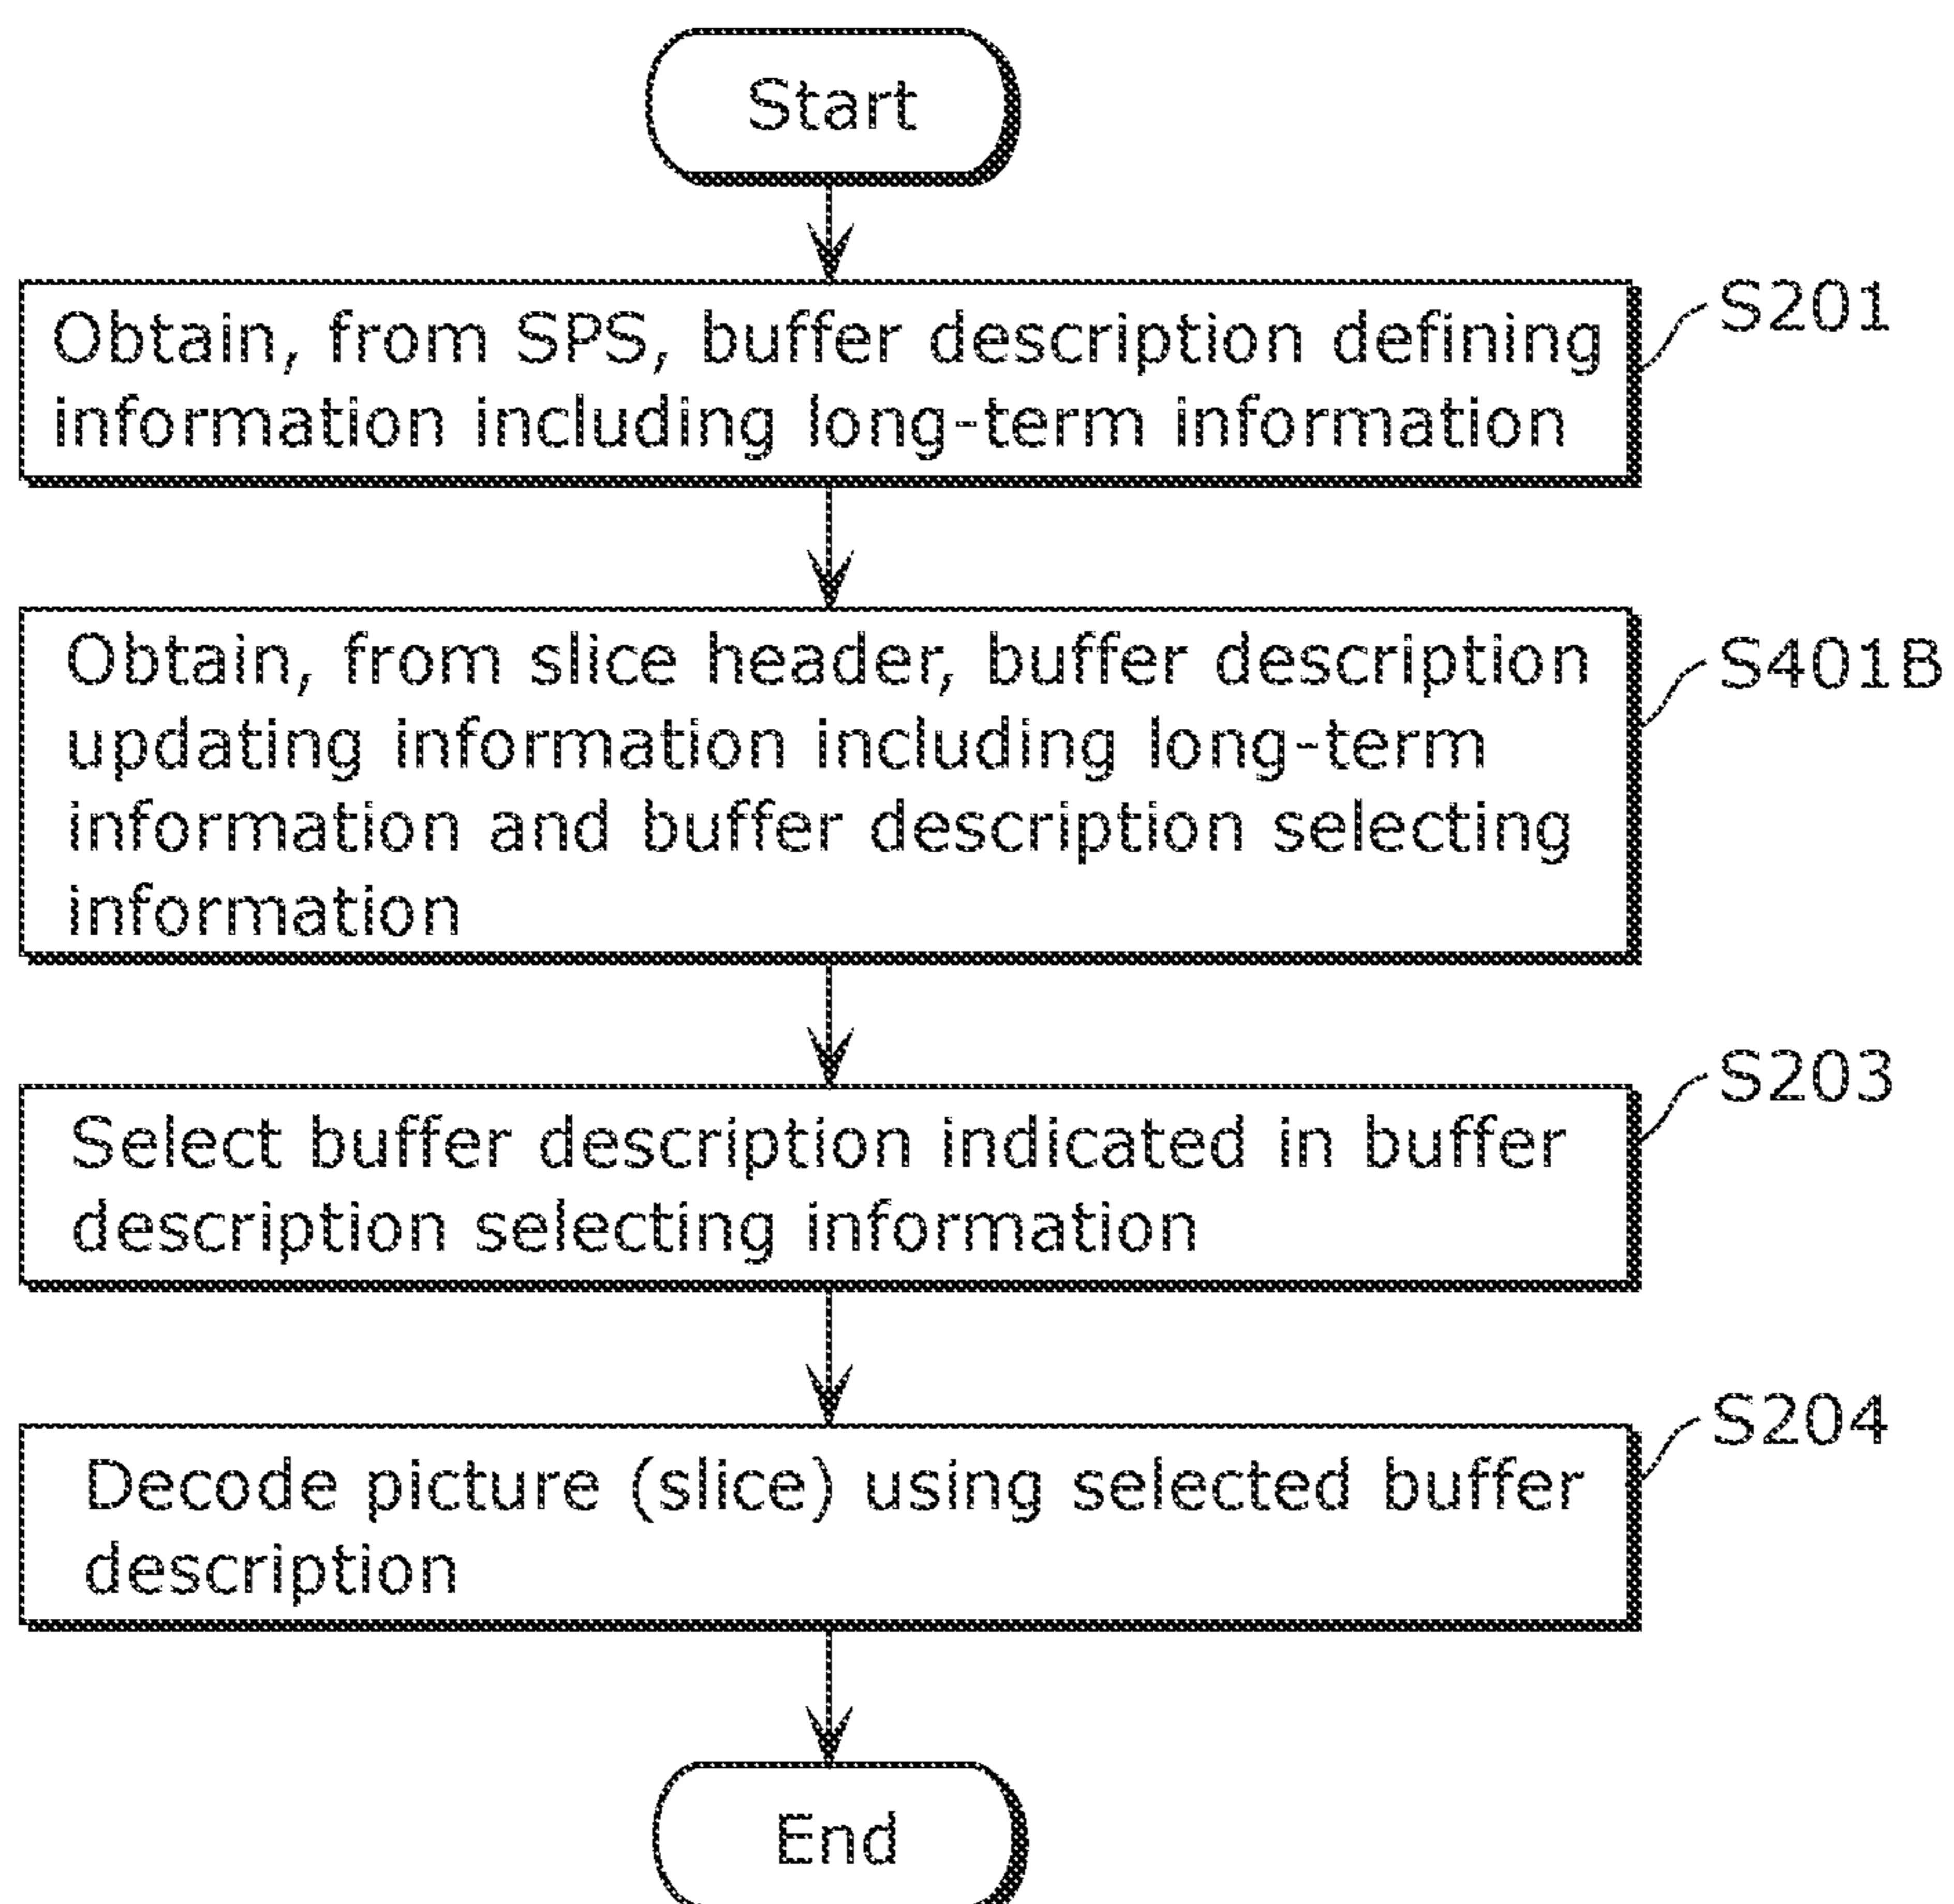 Start
Obtain, from SPS, buffer description defining
information including long-term information
S201
Obtain, from slice header, buffer description
updating information including long-term
information and buffer description selecting
information
S401B
Select buffer description indicated in buffer
description selecting information
S203
Decode picture (slice) using selected buffer
description
S204
End